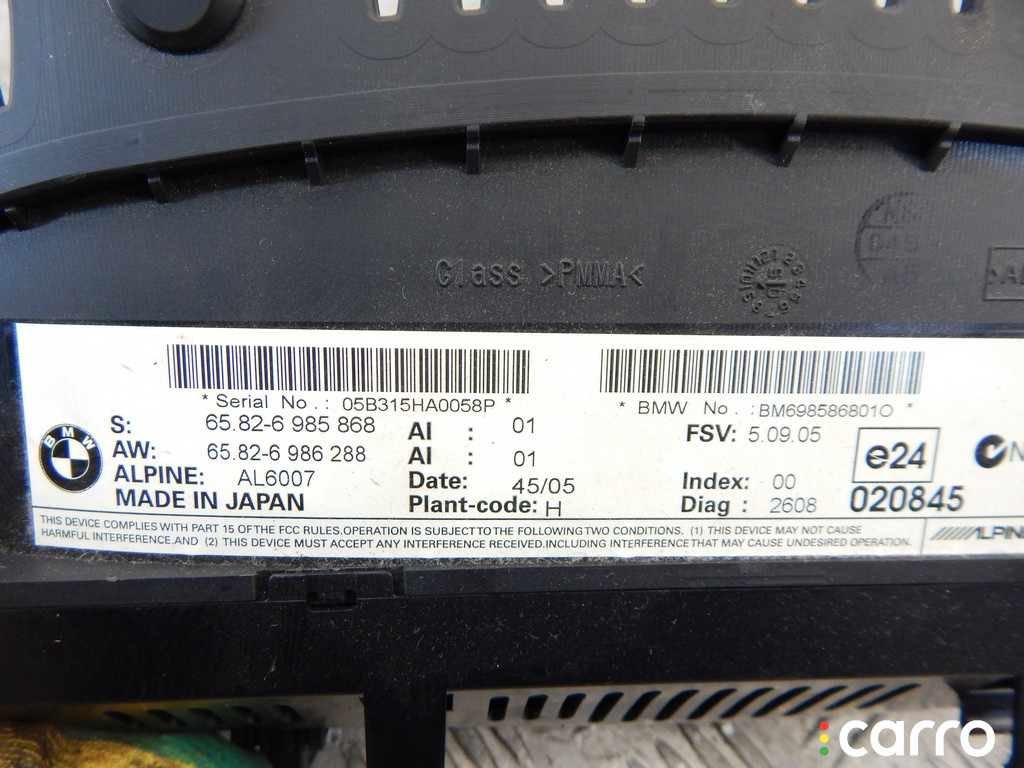 Glass >PMMA<
* Serial No.: 05B315HA0058P *
* BMW No. :BM69858680​1O *
S: 65.82-6 985 868 AI : 01 FSV: 5.09.05
AW: 65.82-6 986 288 AI : 01
e24
ALPINE: AL6007 Date: 45/05 Index: 00
MADE IN JAPAN Plant-code: H Diag : 2608 020845
BMW
THIS DEVICE COMPLIES WITH PART 15 OF THE FCC RULES.OPERATION IS SUBJECT TO THE FOLLOWING TWO CONDITIONS. (1) THIS DEVICE MAY NOT CAUSE
HARMFUL INTERFERENCE,AND (2) THIS DEVICE MUST ACCEPT ANY INTERFERENCE RECEIVED.INCLUDING INTERFERENCE THAT MAY CAUSE UNDESIRED OPERATION.
carro